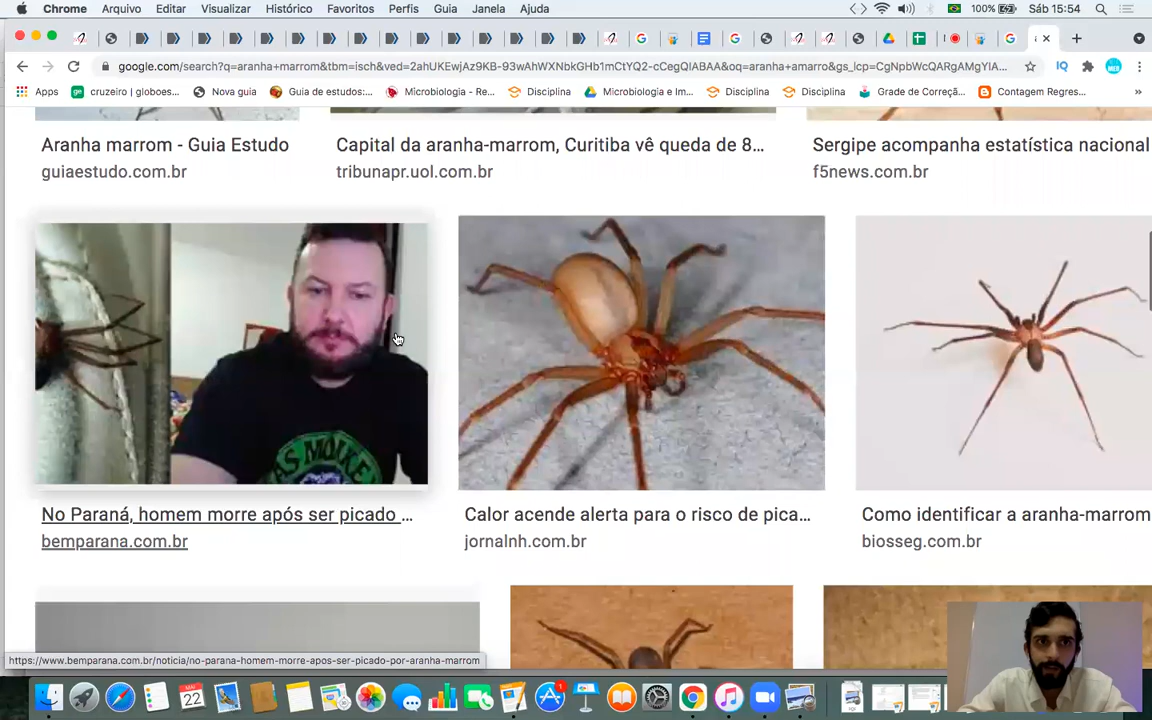 Chrome Arquivo Editar Visualizar Histórico Favoritos Perfis Guia Janela Ajuda 100% Sáb 15:54
google.com/search?q=aranha+marrom&tbm=isch&ved=2ahUKEwjAz9KB-93wAhWXNbkGHb1mCtYQ2-cCegQIABAA&oq=aranha+amarro&gs_lcp=CgNpbWcQARgAMgYIA...
Apps cruzeiro | globoes... Nova guia Guia de estudos:... Microbiologia - Re... Disciplina Microbiologia e Im... Disciplina Disciplina Grade de Correçã... Contagem Regres... »
Aranha marrom - Guia Estudo
guiaestudo.com.br
Capital da aranha-marrom, Curitiba vê queda de 8...
tribunapr.uol.com.br
Sergipe acompanha estatística nacional
f5news.com.br
No Paraná, homem morre após ser picado ...
bemparana.com.br
Calor acende alerta para o risco de pica...
jornalnh.com.br
Como identificar a aranha-marrom
biosseg.com.br
https://www.bemparana.com.br/noticia/no-parana-homem-morre-apos-ser-picado-por-aranha-marrom